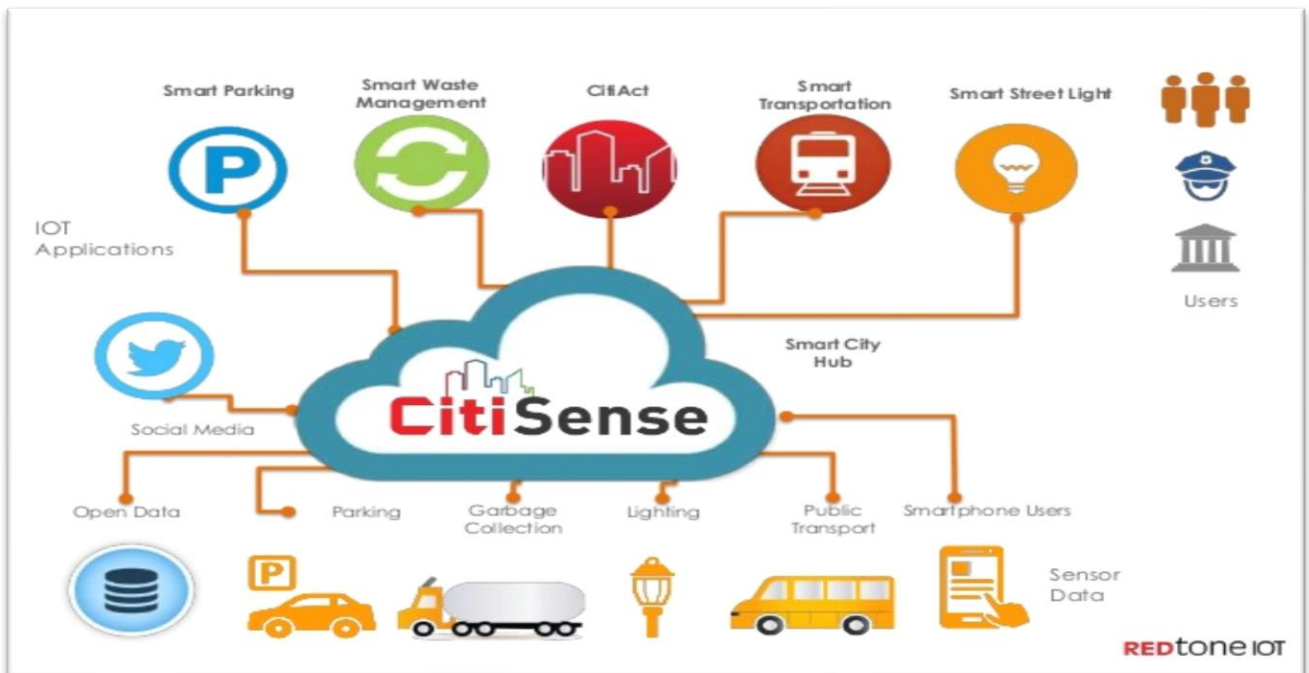 Smart Parking
Smart Waste
Management
CitiAct
Smart
Transportation
Smart Street Light
P
IOT
Applications
Users
Smart City
Hub
CitiSense
Social Media
Open Data
Parking
Garbage
Collection
Lighting
Public
Transport
Smartphone Users
P
Sensor
Data
REDtone IOT